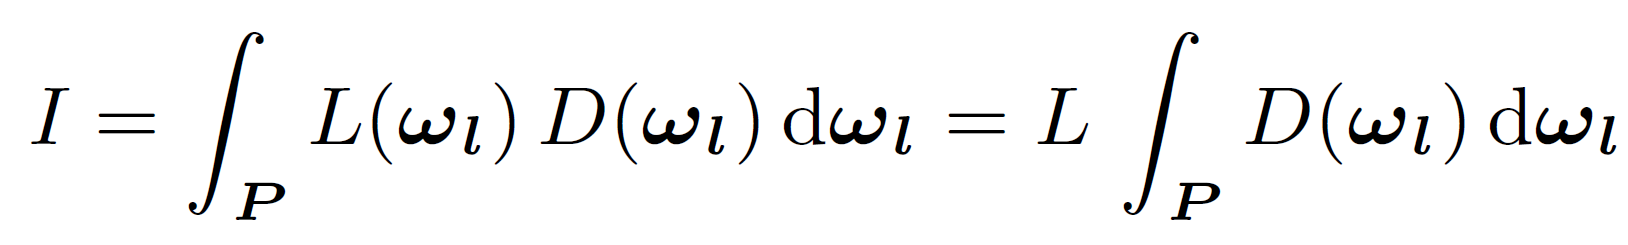 I = ∫_P L(ω_l) D(ω_l) dω_l = L ∫_P D(ω_l) dω_l